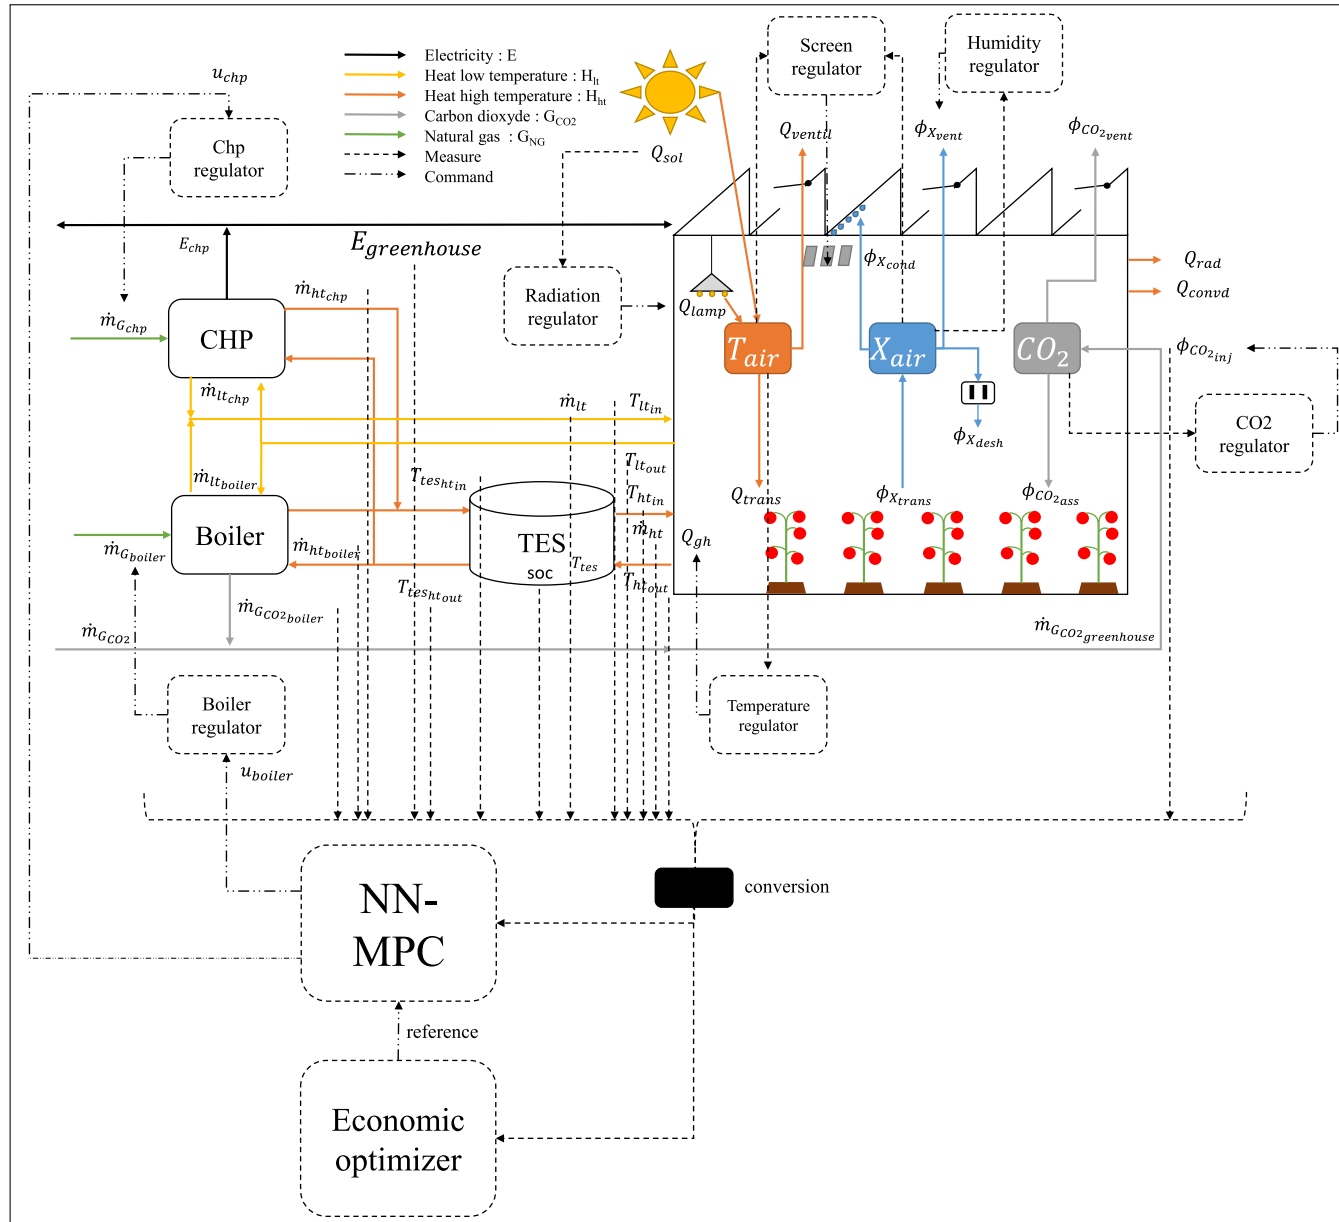 Electricity : E
Heat low temperature : H_lt
Heat high temperature : H_ht
Carbon dioxyde : G_CO2
Natural gas : G_NG
Measure
Command
u_chp
Chp
regulator
Screen
regulator
Humidity
regulator
Q_sol
Q_ventil
ϕ_X_vent
ϕ_CO2_vent
E_chp
E_greenhouse
Radiation
regulator
ϕ_X_cond
Q_rad
Q_convd
Q_lamp
ṁ_G_chp
CHP
ṁ_ht_chp
T_air
X_air
CO_2
ϕ_CO2_inj
ṁ_lt_chp
ṁ_lt
T_lt_in
ϕ_X_desh
CO2
regulator
ṁ_lt_boiler
T_tes_ht_in
T_lt_out
T_ht_in
Q_trans
ϕ_X_trans
ϕ_CO2_ass
ṁ_G_boiler
Boiler
ṁ_ht_boiler
TES
soc
T_tes
ṁ_ht
Q_gh
T_ht_out
T_tes_ht_out
ṁ_G_CO2_boiler
ṁ_G_CO2
ṁ_G_CO2_greenhouse
Boiler
regulator
Temperature
regulator
u_boiler
NN-
MPC
conversion
reference
Economic
optimizer